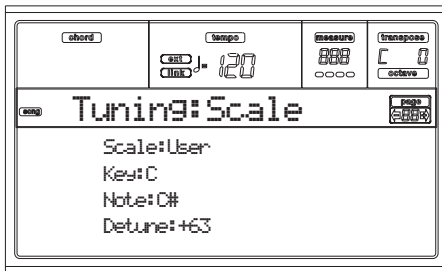 chord tempo measure transpose
ext ♩= 120 888 C 0
link octave
song Tuning:Scale page
88
Scale:User
Key:C
Note:C#
Detune:+63